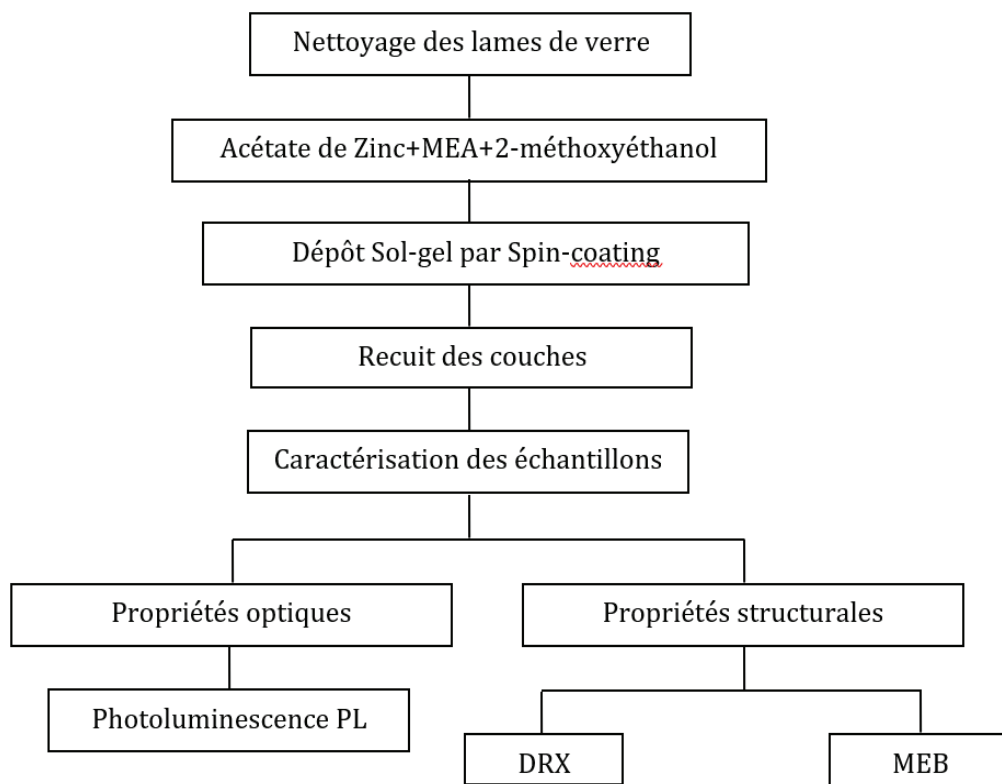 Nettoyage des lames de verre
Acétate de Zinc+MEA+2-méthoxyéthanol
Dépôt Sol-gel par Spin-coating
Recuit des couches
Caractérisation des échantillons
Propriétés optiques
Propriétés structurales
Photoluminescence PL
DRX
MEB